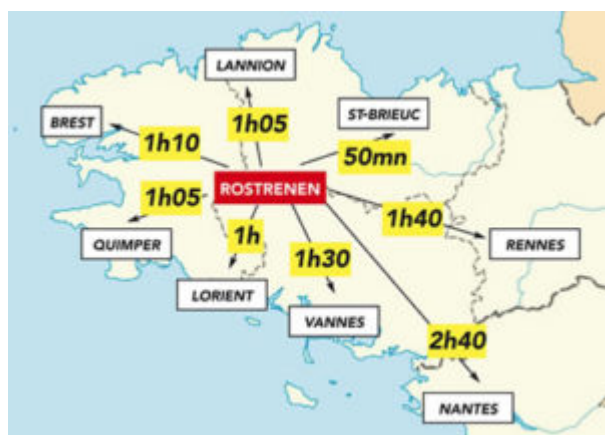 LANNION
BREST
1h10
1h05
ST-BRIEUC
50mn
1h05
ROSTRENEN
1h40
QUIMPER
1h
1h30
RENNES
LORIENT
VANNES
2h40
NANTES